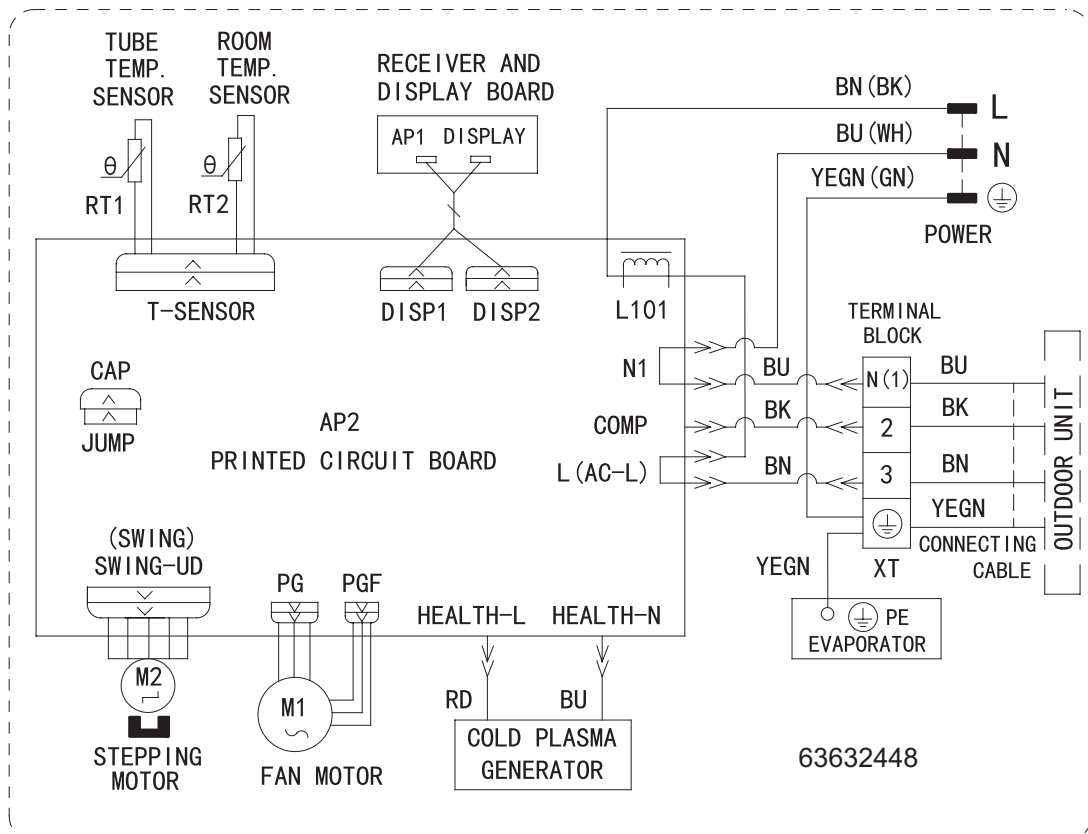 TUBE
TEMP.
SENSOR
ROOM
TEMP.
SENSOR
RECEIVER AND
DISPLAY BOARD
AP1 DISPLAY
θ
RT1
θ
RT2
BN(BK)
L
BU(WH)
N
YEGN(GN)
POWER
T-SENSOR
DISP1
DISP2
L101
TERMINAL
BLOCK
N1
BU
N(1)
BU
CAP
JUMP
COMP
BK
2
BK
AP2
PRINTED CIRCUIT BOARD
L(AC-L)
BN
3
BN
YEGN
OUTDOOR UNIT
CONNECTING
CABLE
XT
YEGN
PE
EVAPORATOR
(SWING)
SWING-UD
M2
STEPPING
MOTOR
PG
PGF
M1
FAN MOTOR
HEALTH-L
HEALTH-N
RD
BU
COLD PLASMA
GENERATOR
63632448